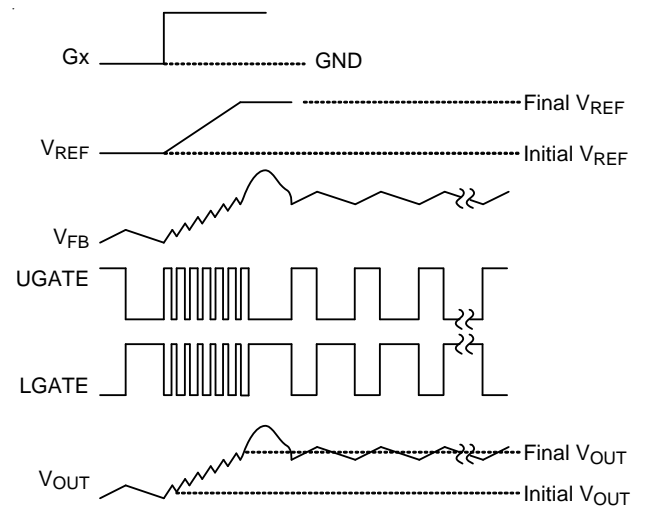 Gx
GND
Final VREF
VREF
Initial VREF
VFB
UGATE
LGATE
Final VOUT
VOUT
Initial VOUT